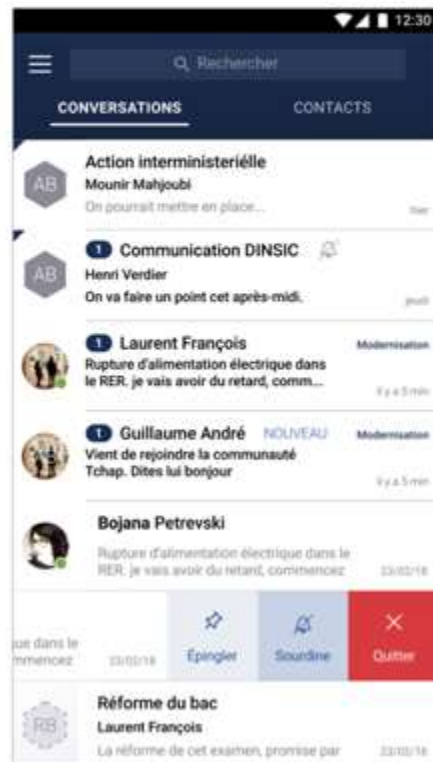 12:30
Rechercher
CONVERSATIONS CONTACTS
AB
Action interministeriélle
Mounir Mahjoubi
On pourrait mettre en place...
hier
AB
1 Communication DINSIC
Henri Verdier
On va faire un point cet après-midi.
jeudi
1 Laurent François Modernisation
Rupture d'alimentation électrique dans
le RER. je vais avoir du retard, comm...
il y a 5 min
1 Guillaume André NOUVEAU Modernisation
Vient de rejoindre la communauté
Tchap. Dites lui bonjour
il y a 5 min
Bojana Petrevski
Rupture d'alimentation électrique dans le
RER. je vais avoir du retard, commencez 23/02/18
que dans le
mmencez 23/02/18
Épingler Sourdine Quitter
RB
Réforme du bac
Laurent François
La réforme de cet examen, promise par 23/02/18